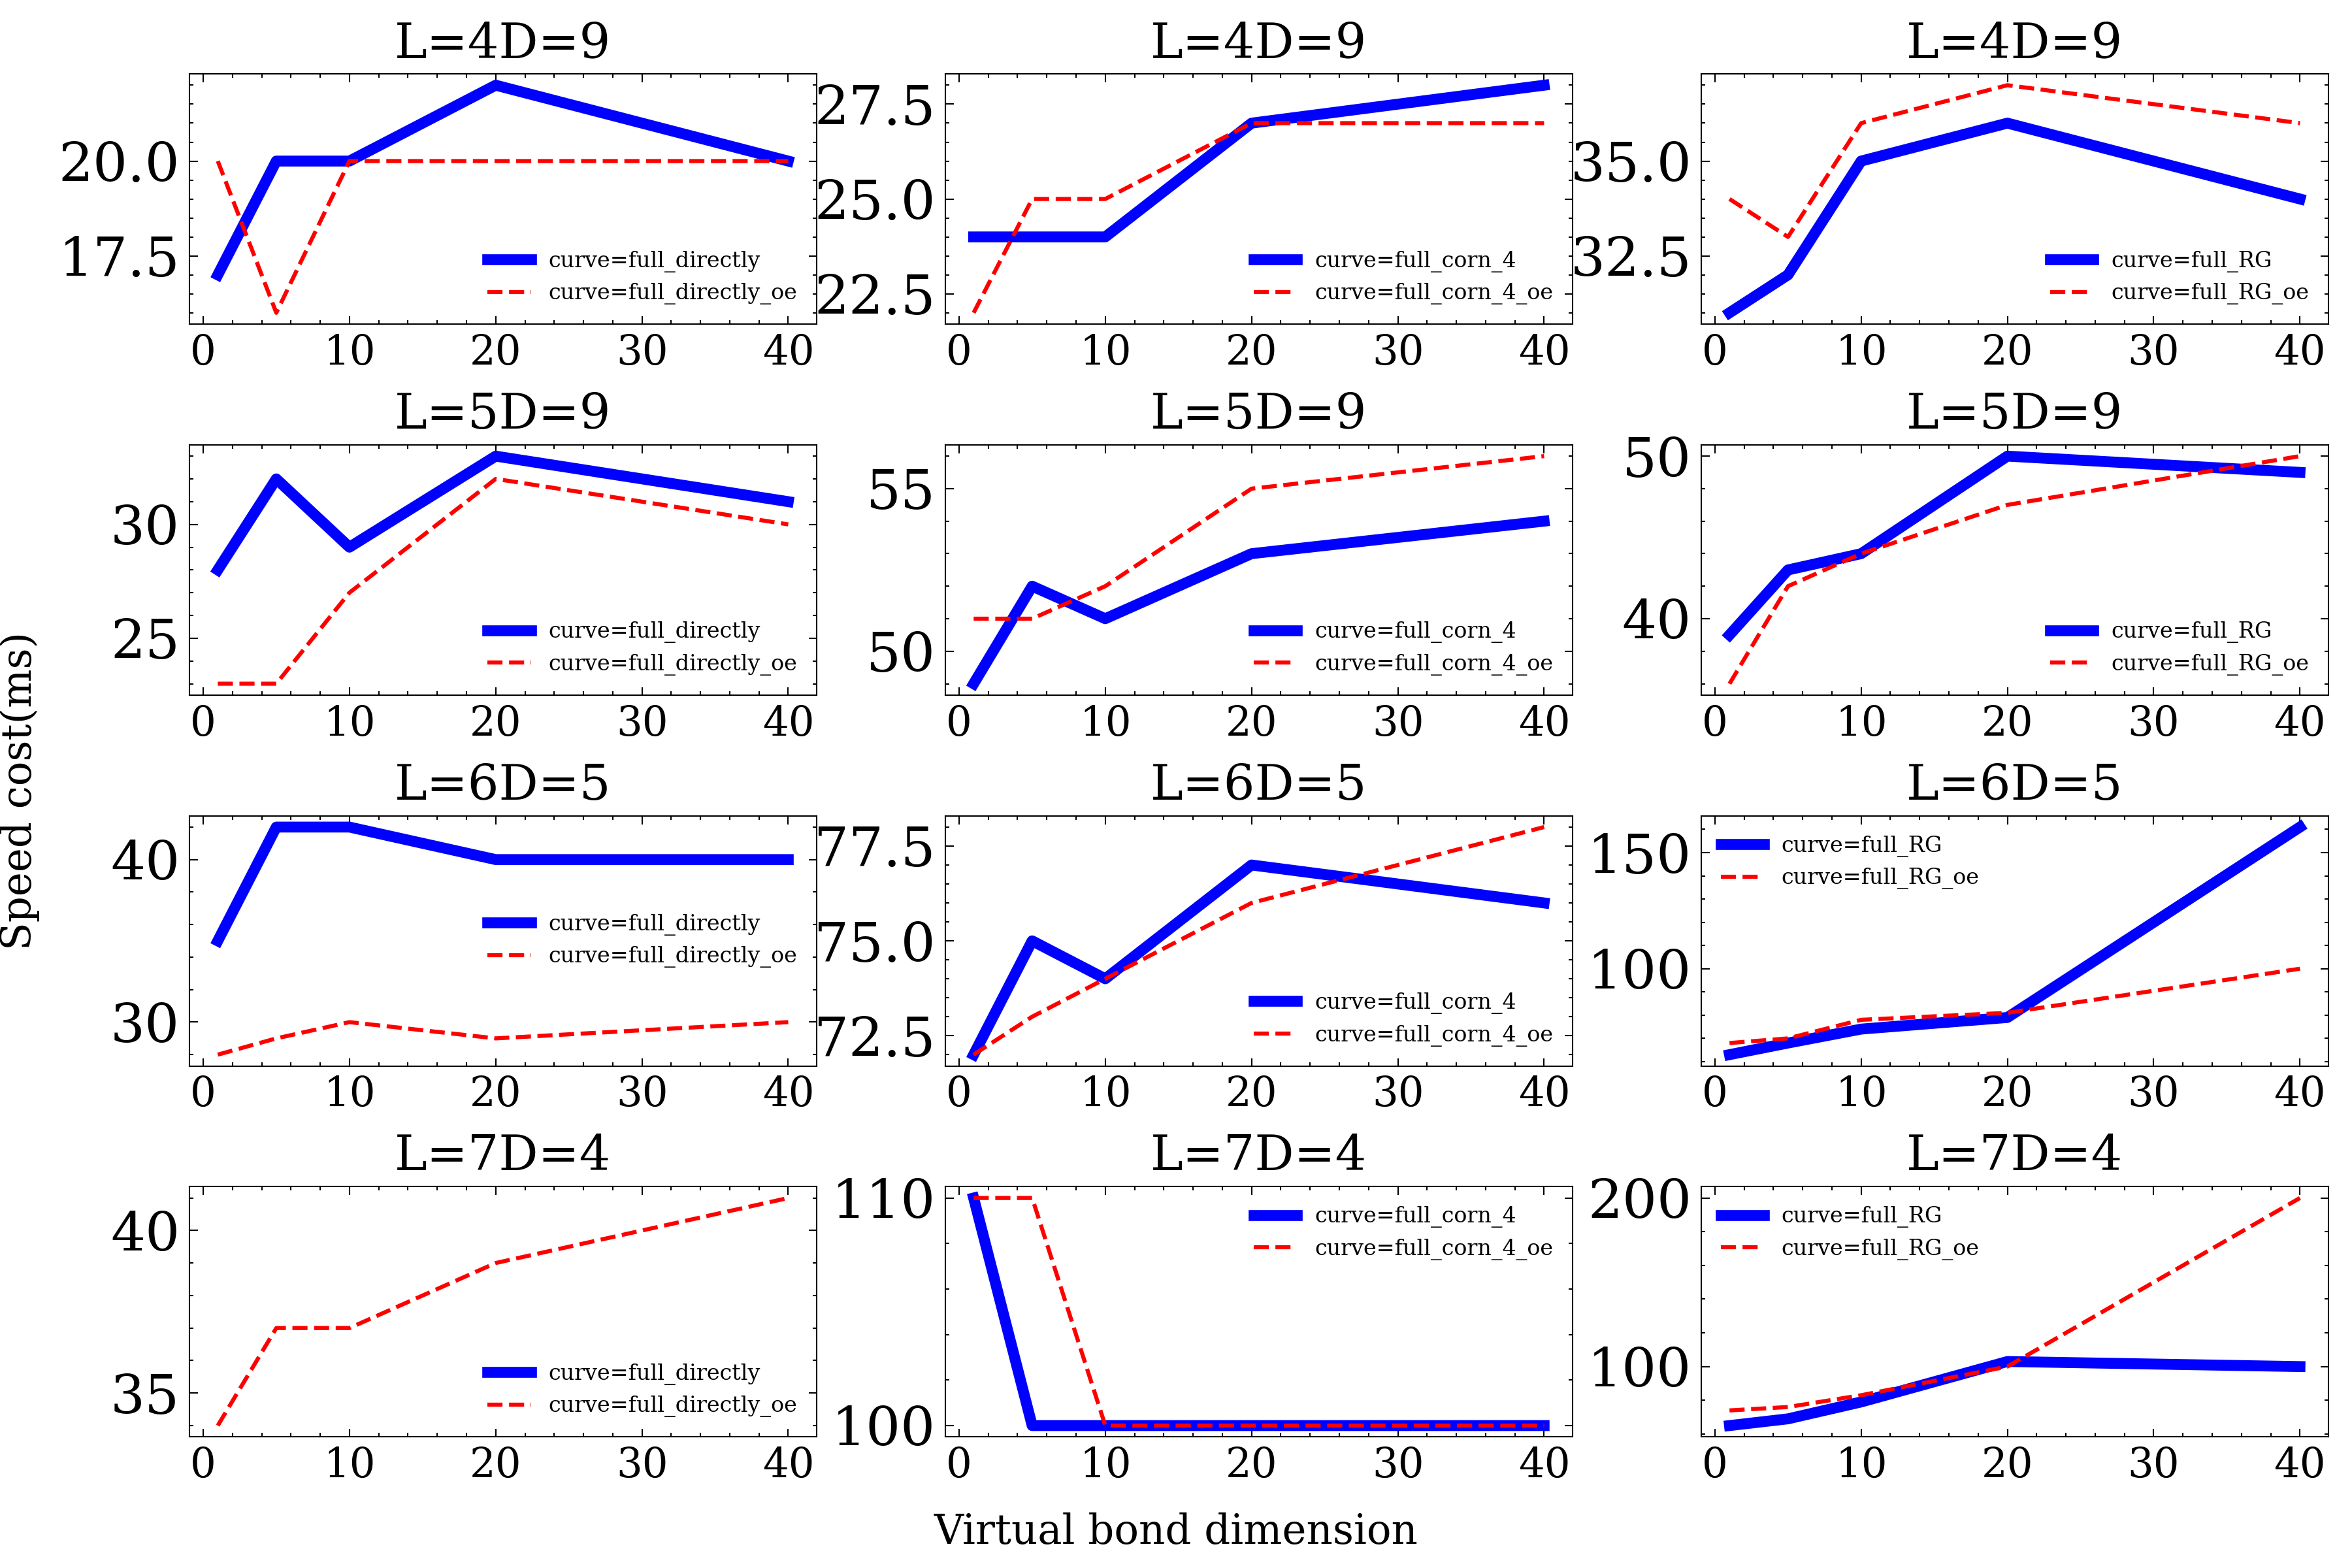 L=4D=9
20.0
17.5
0 10 20 30 40
curve=full_directly
curve=full_directly_oe
L=4D=9
27.5
25.0
22.5
0 10 20 30 40
curve=full_corn_4
curve=full_corn_4_oe
L=4D=9
35.0
32.5
0 10 20 30 40
curve=full_RG
curve=full_RG_oe
L=5D=9
30
25
0 10 20 30 40
curve=full_directly
curve=full_directly_oe
L=5D=9
55
50
0 10 20 30 40
curve=full_corn_4
curve=full_corn_4_oe
L=5D=9
50
40
0 10 20 30 40
curve=full_RG
curve=full_RG_oe
L=6D=5
40
30
0 10 20 30 40
curve=full_directly
curve=full_directly_oe
L=6D=5
77.5
75.0
72.5
0 10 20 30 40
curve=full_corn_4
curve=full_corn_4_oe
L=6D=5
150
100
0 10 20 30 40
curve=full_RG
curve=full_RG_oe
L=7D=4
40
35
0 10 20 30 40
curve=full_directly
curve=full_directly_oe
L=7D=4
110
100
0 10 20 30 40
curve=full_corn_4
curve=full_corn_4_oe
L=7D=4
200
100
0 10 20 30 40
curve=full_RG
curve=full_RG_oe
Speed cost(ms)
Virtual bond dimension